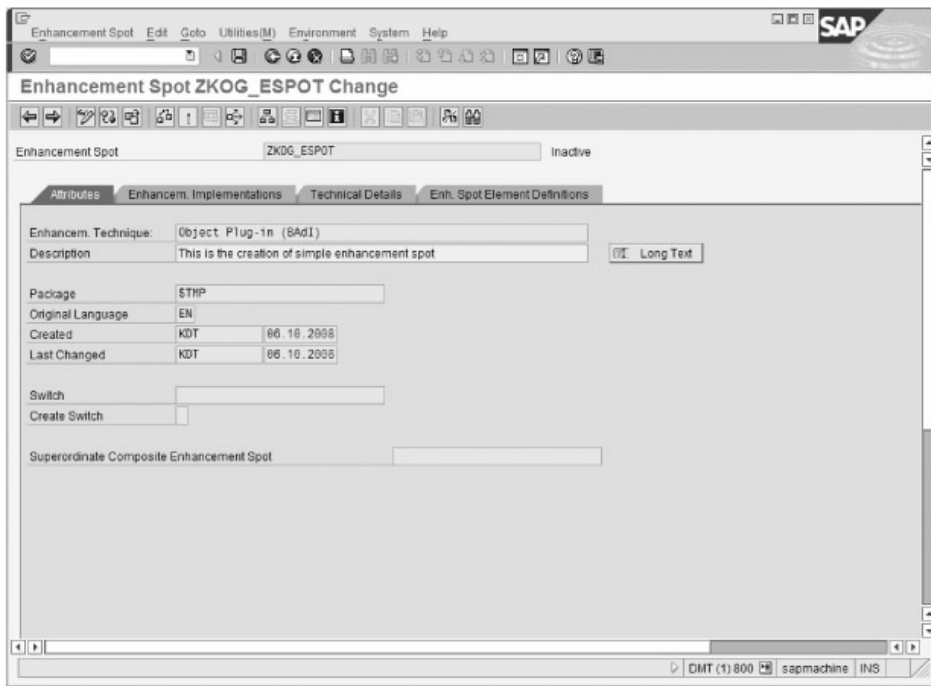 Enhancement Spot Edit Goto Utilities(M) Environment System Help
SAP
Enhancement Spot ZKOG_ESPOT Change
Enhancement Spot ZKOG_ESPOT Inactive
Attributes Enhancem. Implementations Technical Details Enh. Spot Element Definitions
Enhancem. Technique: Object Plug-in (BAdI)
Description This is the creation of simple enhancement spot Long Text
Package $TMP
Original Language EN
Created KDT 06.10.2008
Last Changed KDT 06.10.2008
Switch
Create Switch
Superordinate Composite Enhancement Spot
DMT (1) 800 sapmachine INS